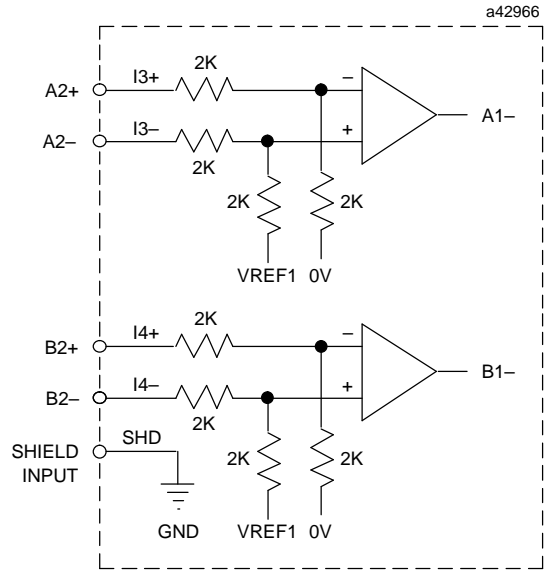 a42966
2K
A2+ I3+ – A1–
A2– I3– +
2K
2K 2K
VREF1 0V
2K
B2+ I4+ – B1–
B2– I4– +
2K
SHIELD INPUT SHD 2K 2K
GND VREF1 0V